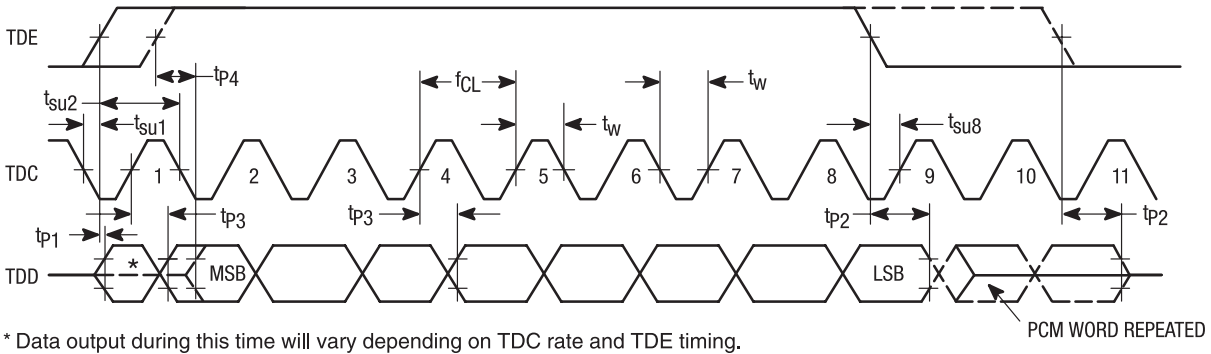 TDE
tP4
fCL
tw
tsu2
tsu1
tw
tsu8
TDC
1 2 3 4 5 6 7 8 9 10 11
tP3
tP3
tP2
tP2
tP1
TDD
* MSB LSB
PCM WORD REPEATED
* Data output during this time will vary depending on TDC rate and TDE timing.